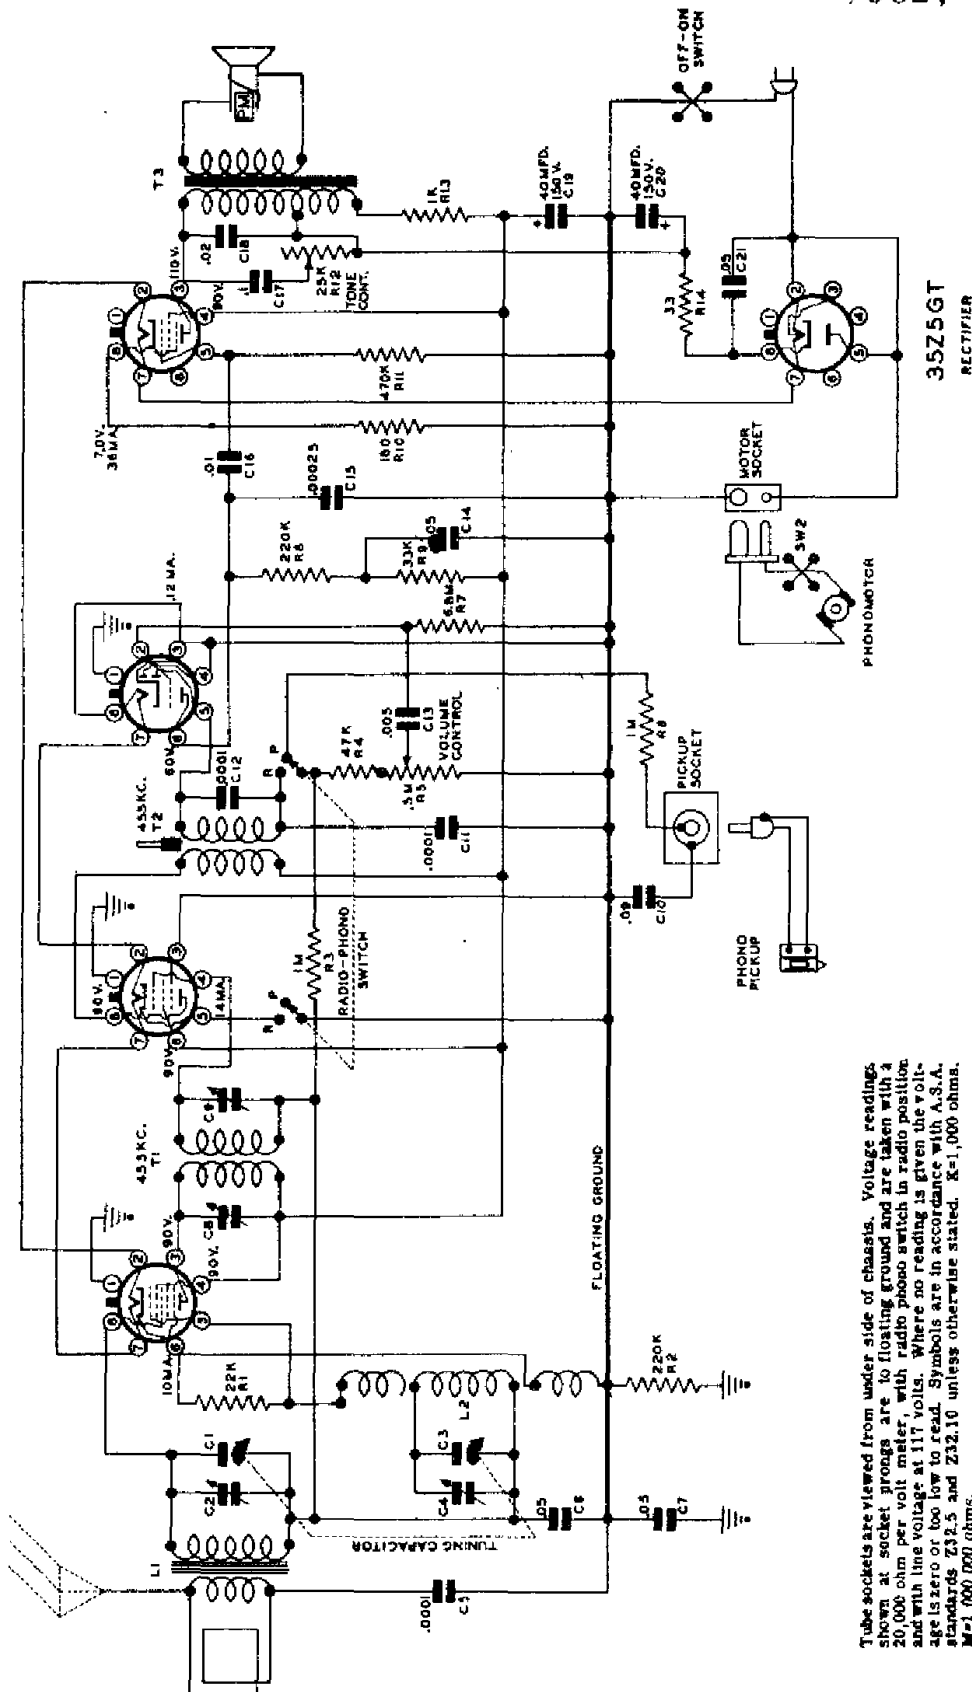 OFF-ON
SWITCH
PM
T3
.02
C18
C17
25K
R12
TONE
CONT.
1K
R13
40MFD.
150V.
C19
40MFD.
150V.
C20
110V.
90V.
33
R14
.05
C21
35Z5GT
RECTIFIER
7.0V.
36MA.
470K
R11
180
R10
.01
C16
.00025
C15
MOTOR
SOCKET
SW2
PHONOMOTOR
220K
R6
33K
R9
.05
C14
6.8M
R7
.12 MA.
60V.
.005
C13
VOLUME
CONTROL
47K
R4
.5M
R5
1M
R8
PICKUP
SOCKET
455KC.
T2
.0001
C12
R
P
.0001
C11
.09
C10
PHONO
PICKUP
90V.
.14MA.
90V.
1M
R3
RADIO-PHONO
SWITCH
R
P
455KC.
T1
C9
C8
90V.
90V.
.10MA.
22K
R1
FLOATING GROUND
L2
220K
R2
C1
C2
C3
C4
TUNING CAPACITOR
.05
C6
.05
C7
L1
.0001
C5
Tube sockets are viewed from under side of chassis. Voltage readings
shown at socket prongs are to floating ground and are taken with a
20,000 ohm per volt meter, with radio phono switch in radio position
and with line voltage at 117 volts. Where no reading is given the volt-
age is zero or too low to read. Symbols are in accordance with A.S.A.
standards Z32.5 and Z32.10 unless otherwise stated. K=1,000 ohms.
M=1,000,000 ohms.